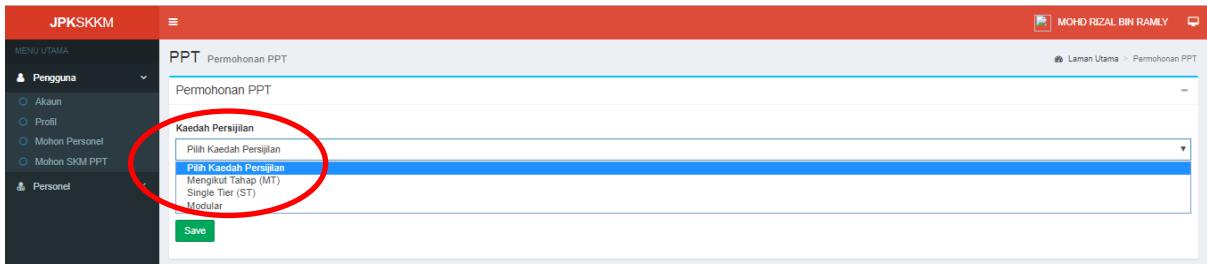 JPKSKKM
MOHD RIZAL BIN RAMLY
MENU UTAMA
PPT Permohonan PPT
Laman Utama > Permohonan PPT
Pengguna
Akaun
Profil
Mohon Personel
Mohon SKM PPT
Personel
Permohonan PPT
Kaedah Persijilan
Pilih Kaedah Persijilan
Pilih Kaedah Persijilan
Mengikut Tahap (MT)
Single Tier (ST)
Modular
Save